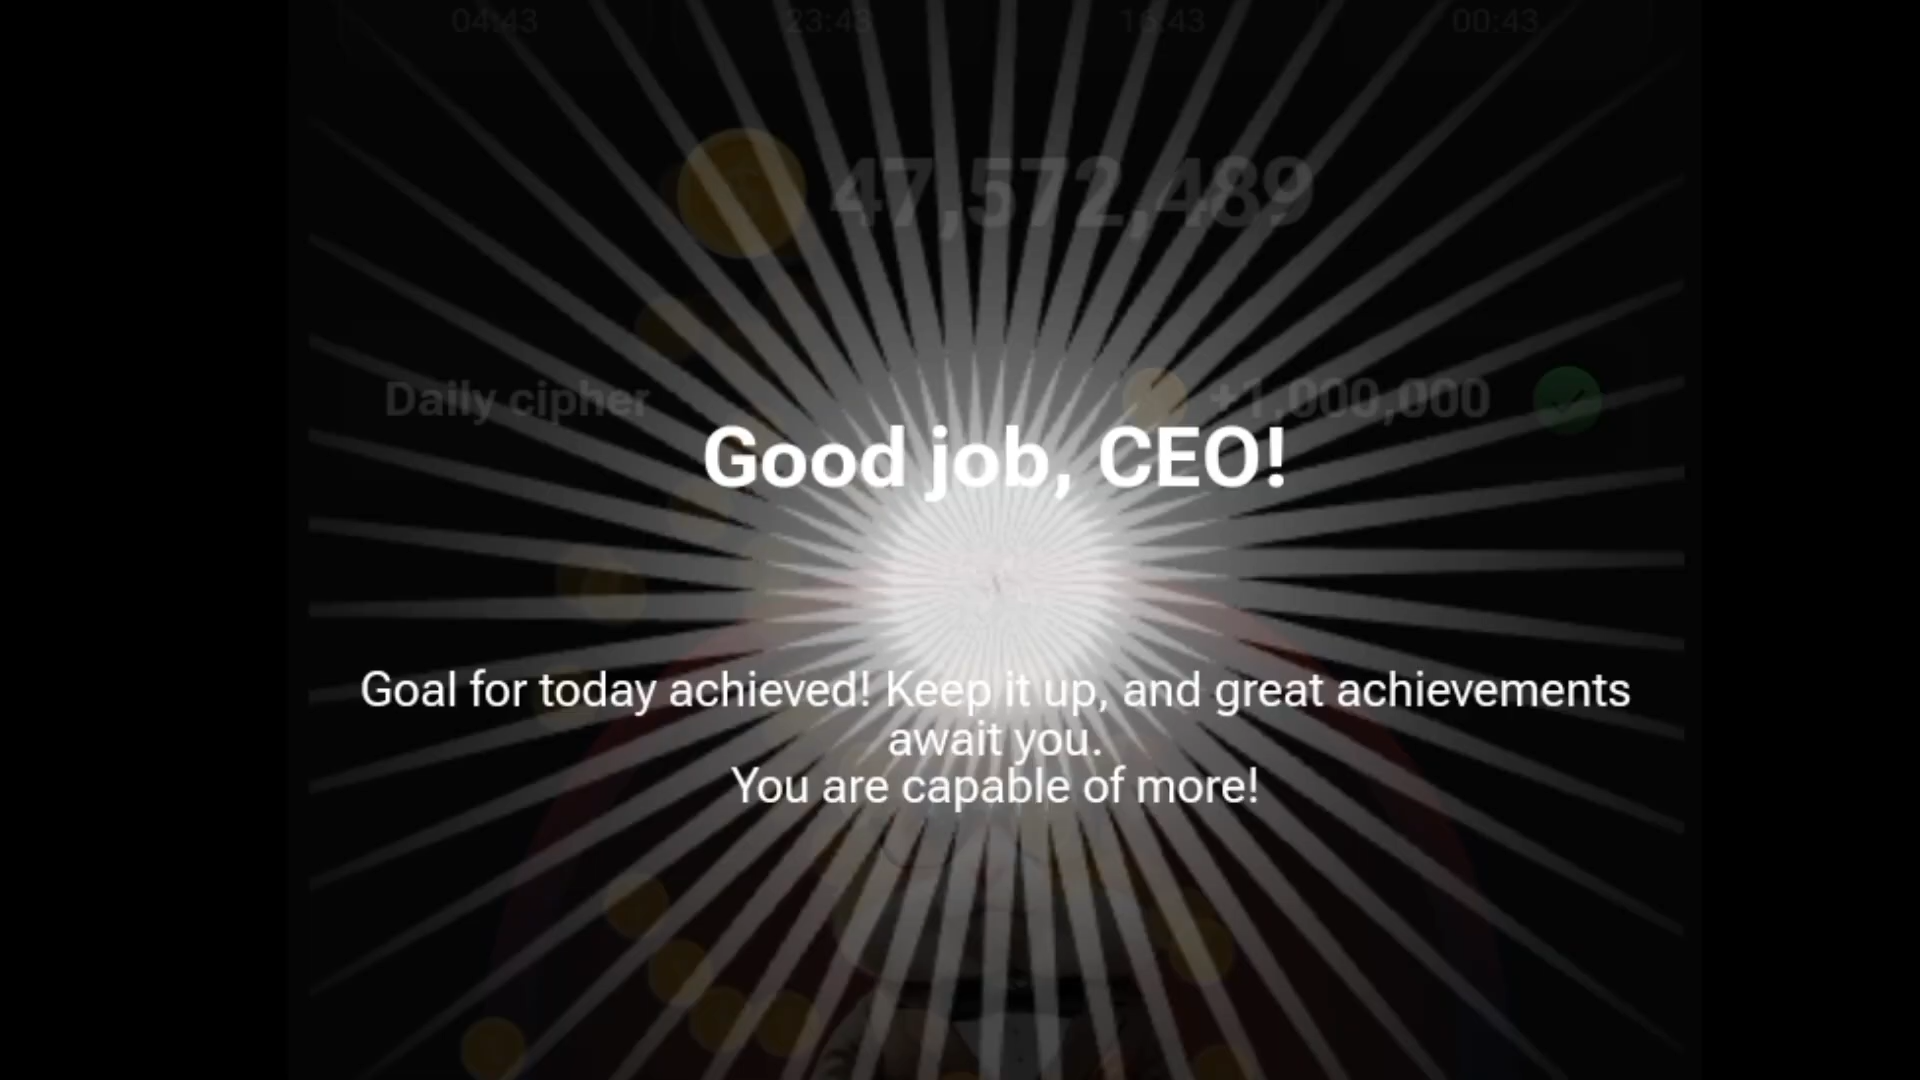 04:43 23:43 16:43 00:43
47,572,489
Daily cipher +1,000,000
Good job, CEO!
Goal for today achieved! Keep it up, and great achievements
await you.
You are capable of more!